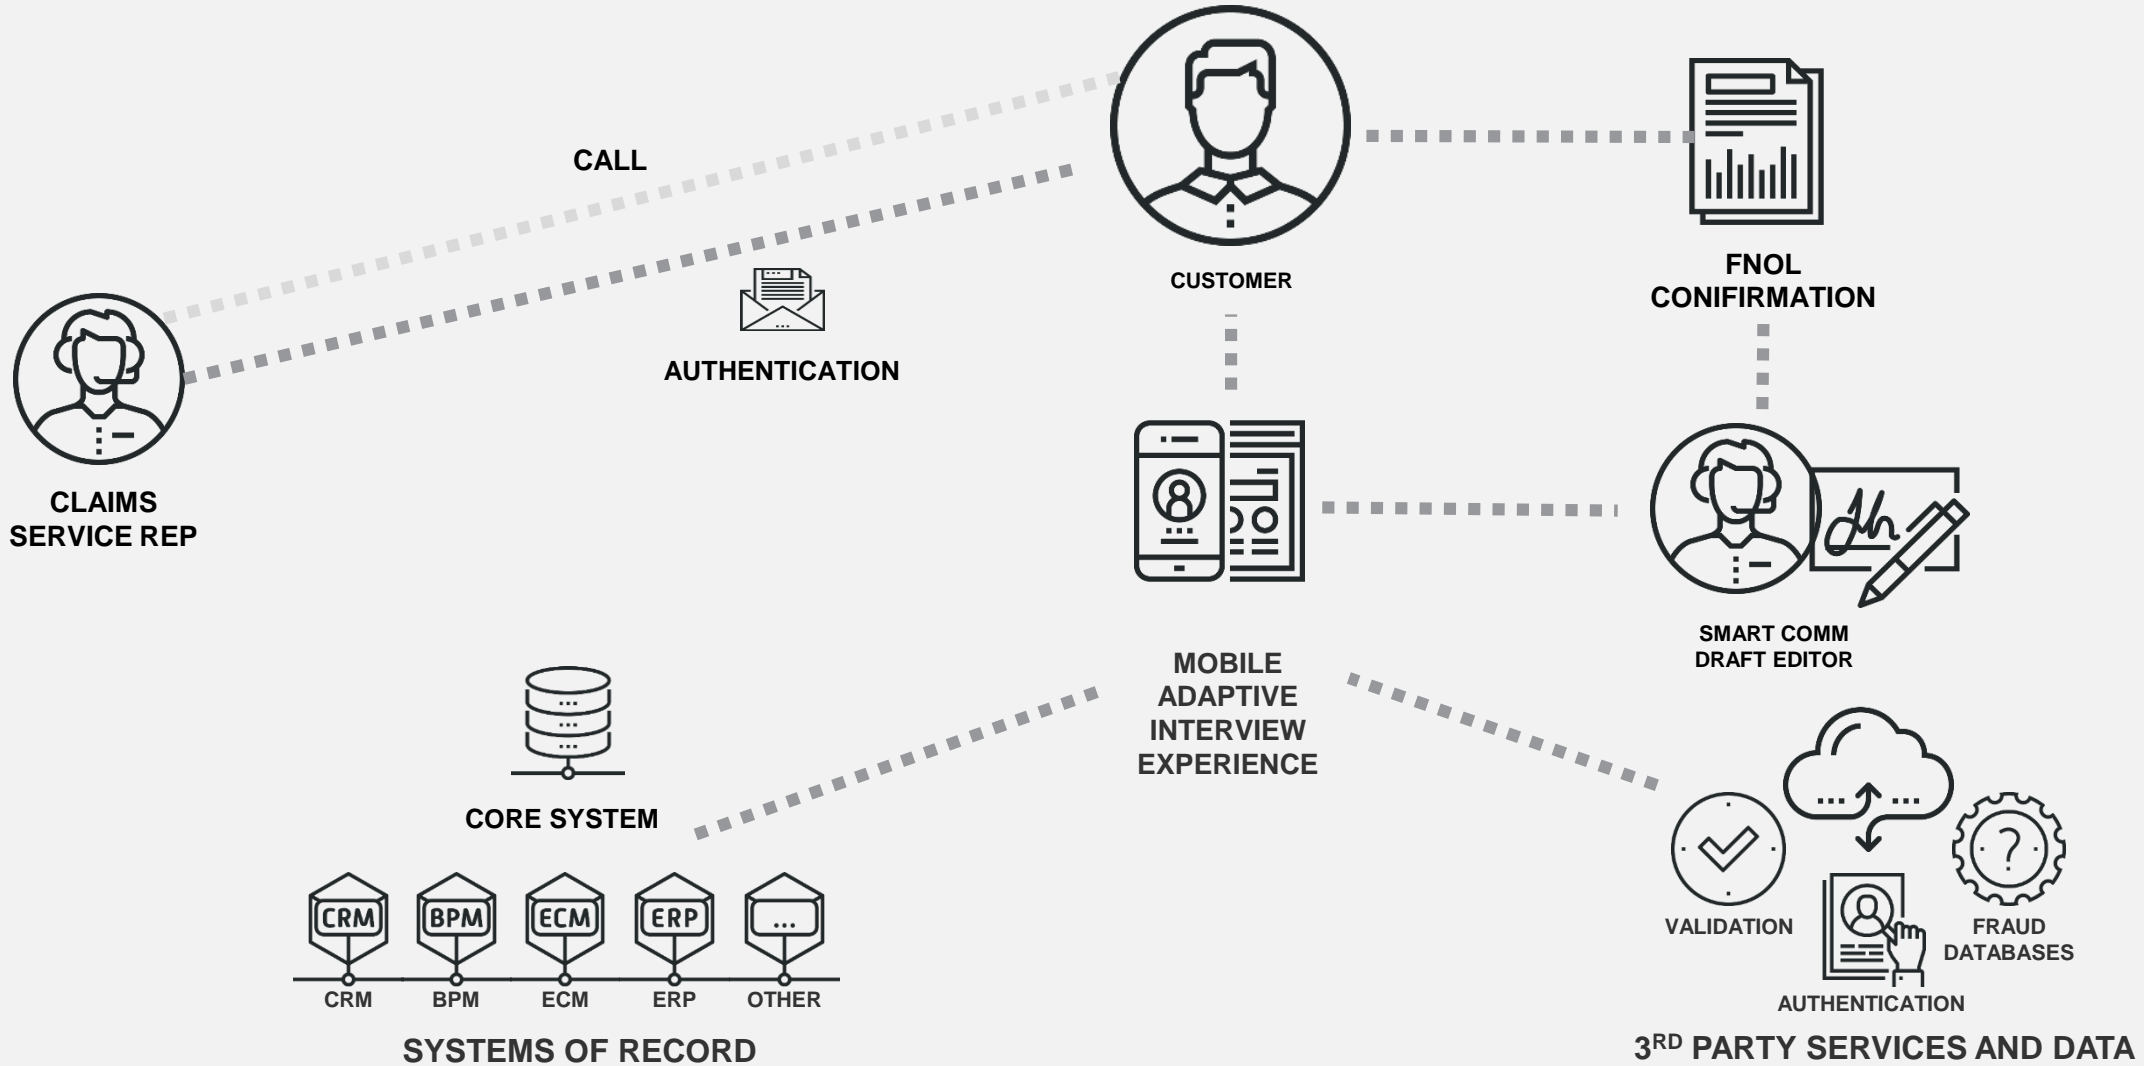 CALL
CUSTOMER
FNOL
CONIFIRMATION
AUTHENTICATION
CLAIMS
SERVICE REP
SMART COMM
DRAFT EDITOR
MOBILE
ADAPTIVE
INTERVIEW
EXPERIENCE
CORE SYSTEM
CRM BPM ECM ERP ...
CRM BPM ECM ERP OTHER
SYSTEMS OF RECORD
?
VALIDATION
FRAUD
DATABASES
AUTHENTICATION
3RD PARTY SERVICES AND DATA